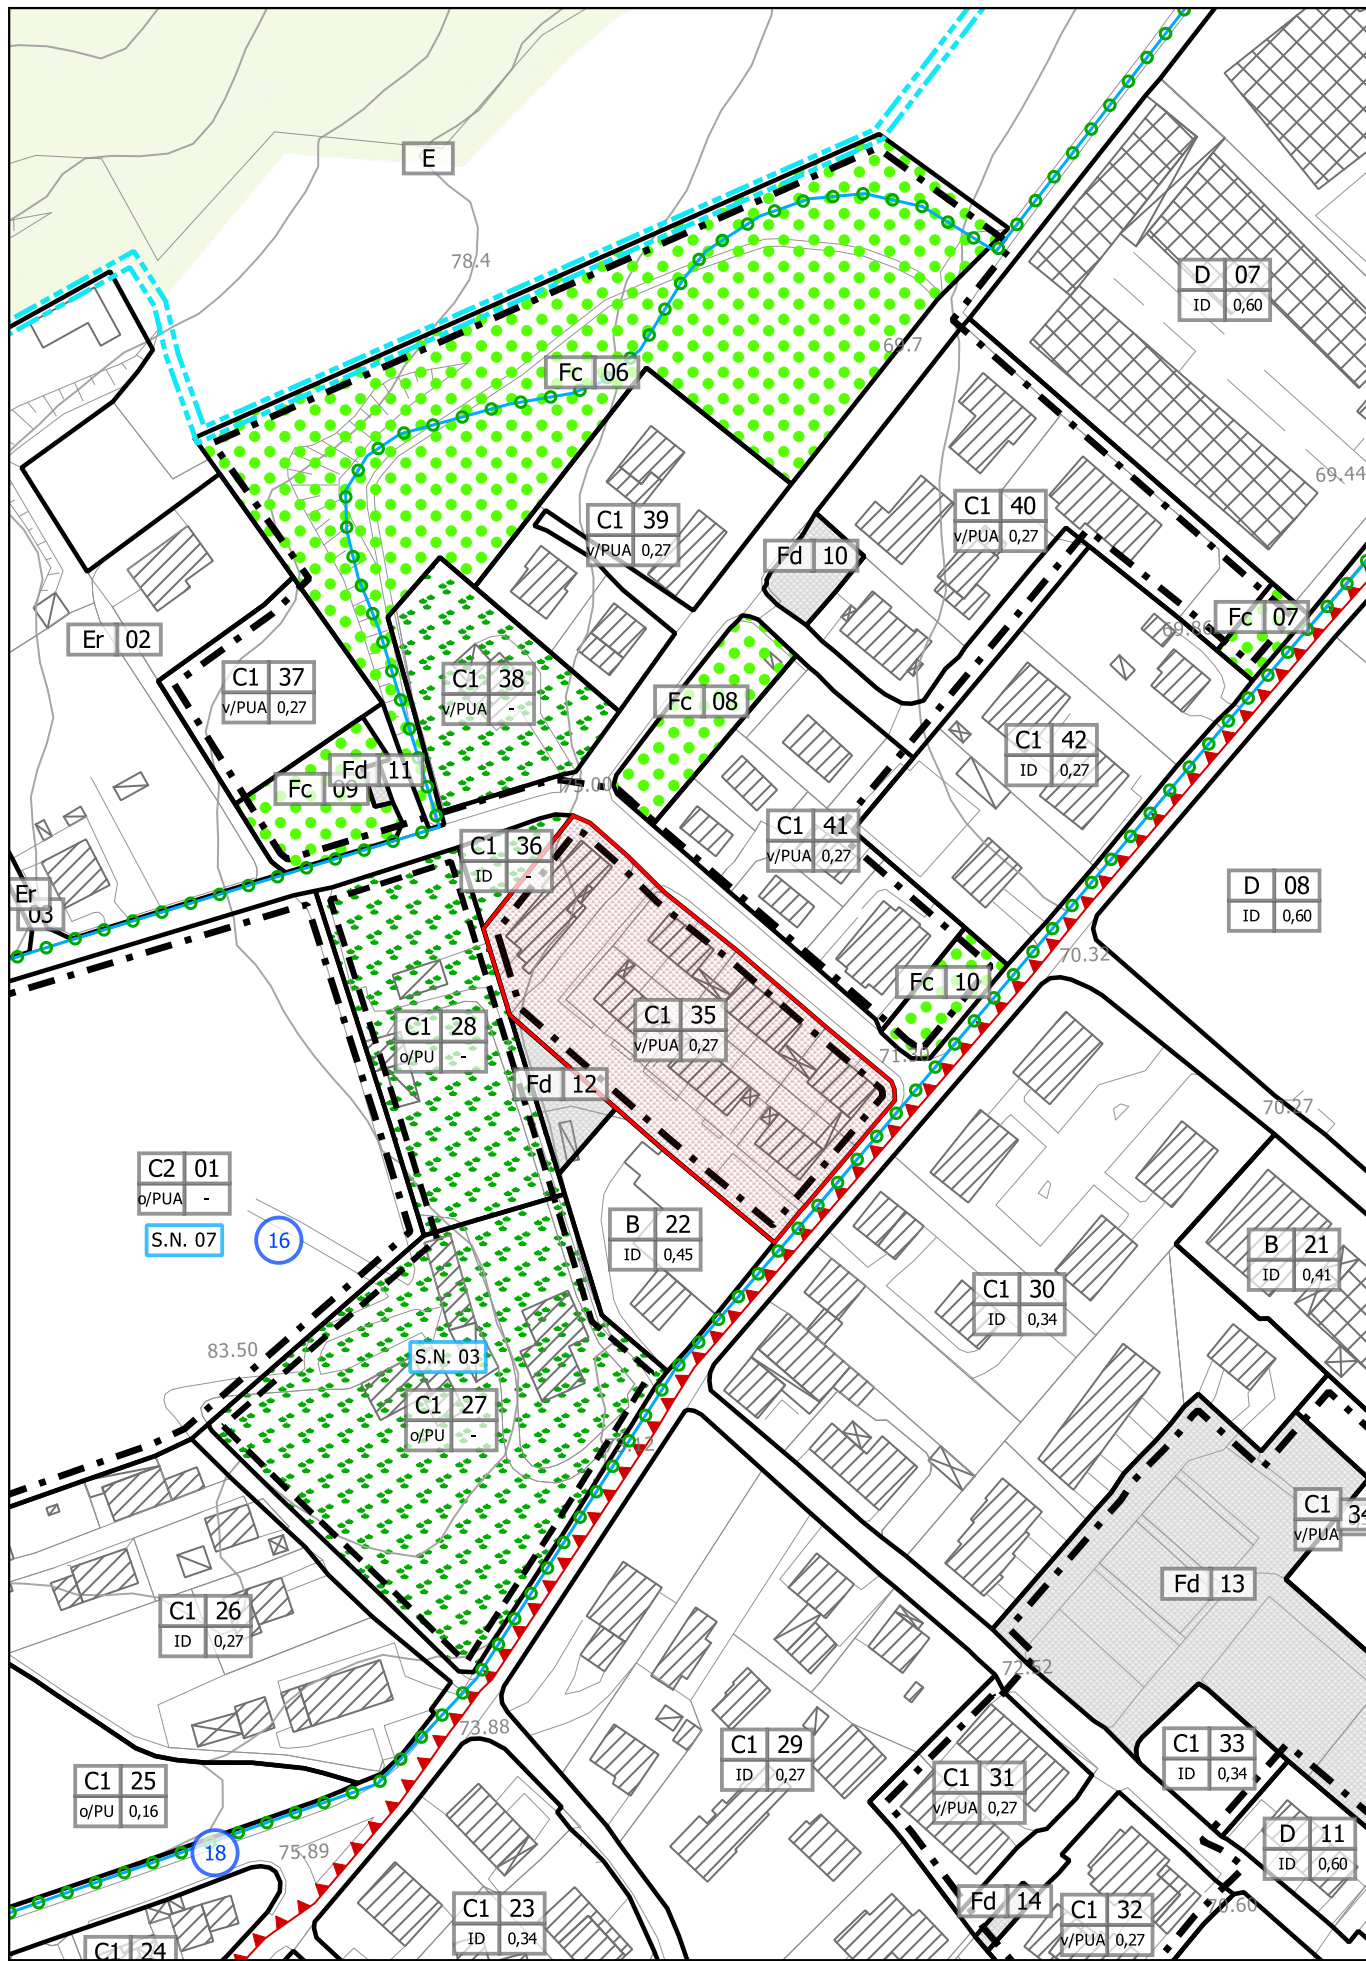 E
78.4
D 07
ID 0,60
69.7
Fc 06
69.44
C1 39
v/PUA 0,27
C1 40
v/PUA 0,27
Fd 10
Fc 07
69.86
Er 02
C1 37
v/PUA 0,27
C1 38
v/PUA -
Fc 08
C1 42
ID 0,27
Fd 11
Fc 09
75.00
C1 41
v/PUA 0,27
C1 36
ID -
Er
03
D 08
ID 0,60
70.32
Fc 10
C1 35
v/PUA 0,27
C1 28
o/PU -
71.30
Fd 12
70.27
C2 01
o/PUA -
S.N. 07
16
B 22
ID 0,45
B 21
ID 0,41
C1 30
ID 0,34
83.50
S.N. 03
C1 27
o/PU -
C1 34
v/PUA
Fd 13
C1 26
ID 0,27
72.52
73.88
C1 29
ID 0,27
C1 33
ID 0,34
C1 25
o/PU 0,16
C1 31
v/PUA 0,27
D 11
ID 0,60
18
75.89
Fd 14
C1 23
ID 0,34
C1 32
v/PUA 0,27
70.60
C1 24